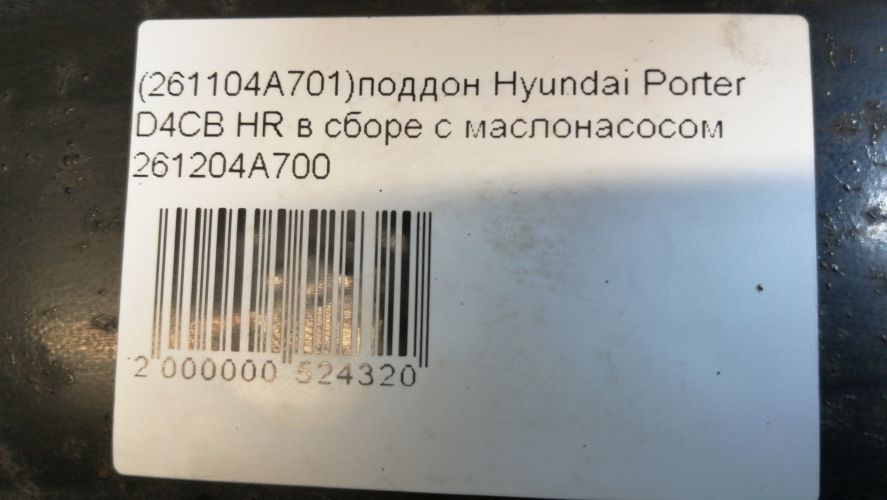 (261104A701)поддон Hyundai Porter
D4CB HR в сборе с маслонасосом
261204A700
2 000000 524320